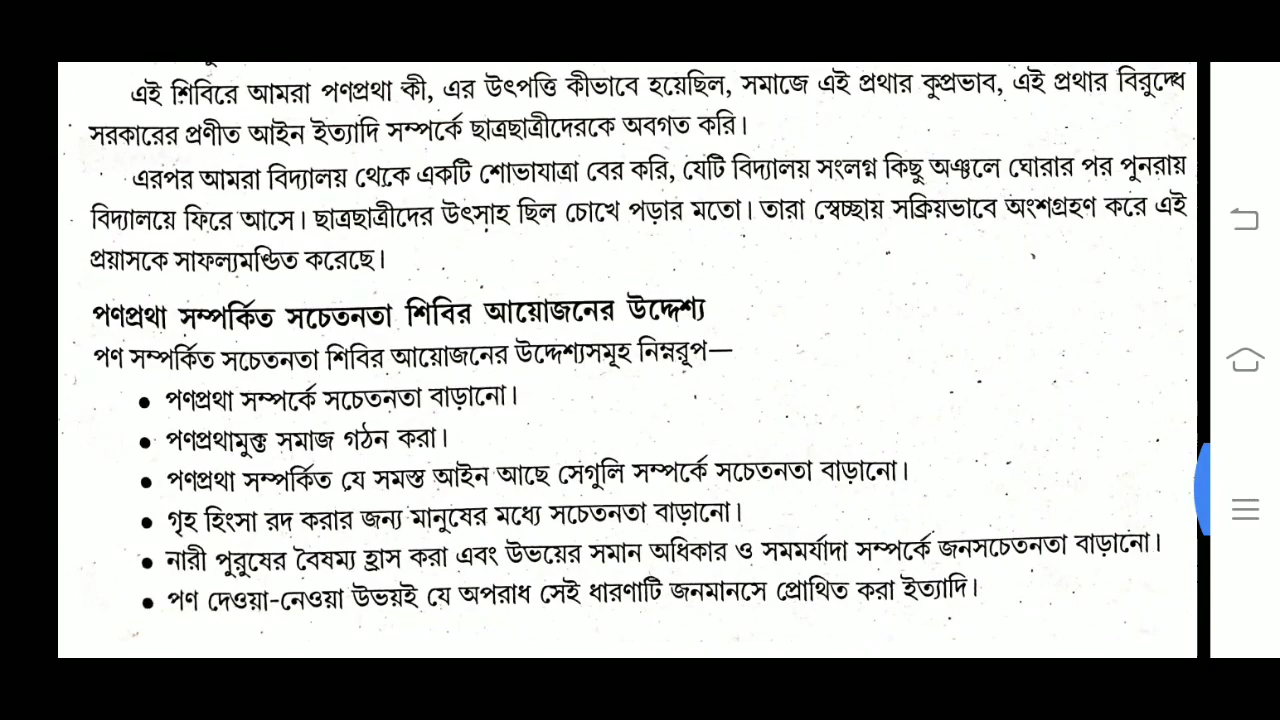 এই শিবিরে আমরা পণপ্রথা কী, এর উৎপত্তি কীভাবে হয়েছিল, সমাজে এই প্রথার কুপ্রভাব, এই প্রথার বিরুদ্ধে
সরকারের প্রণীত আইন ইত্যাদি সম্পর্কে ছাত্রছাত্রীদেরকে অবগত করি।
এরপর আমরা বিদ্যালয় থেকে একটি শোভাযাত্রা বের করি, যেটি বিদ্যালয় সংলগ্ন কিছু অঞ্চলে ঘোরার পর পুনরায়
বিদ্যালয়ে ফিরে আসে। ছাত্রছাত্রীদের উৎসাহ ছিল চোখে পড়ার মতো। তারা স্বেচ্ছায় সক্রিয়ভাবে অংশগ্রহণ করে এই
প্রয়াসকে সাফল্যমণ্ডিত করেছে।
পণপ্রথা সম্পর্কিত সচেতনতা শিবির আয়োজনের উদ্দেশ্য
পণ সম্পর্কিত সচেতনতা শিবির আয়োজনের উদ্দেশ্যসমূহ নিম্নরূপ—
• পণপ্রথা সম্পর্কে সচেতনতা বাড়ানো।
• পণপ্রথামুক্ত সমাজ গঠন করা।
• পণপ্রথা সম্পর্কিত যে সমস্ত আইন আছে সেগুলি সম্পর্কে সচেতনতা বাড়ানো।
• গৃহ হিংসা রদ করার জন্য মানুষের মধ্যে সচেতনতা বাড়ানো।
• নারী পুরুষের বৈষম্য হ্রাস করা এবং উভয়ের সমান অধিকার ও সমমর্যাদা সম্পর্কে জনসচেতনতা বাড়ানো।
• পণ দেওয়া-নেওয়া উভয়ই যে অপরাধ সেই ধারণাটি জনমানসে প্রোথিত করা ইত্যাদি।